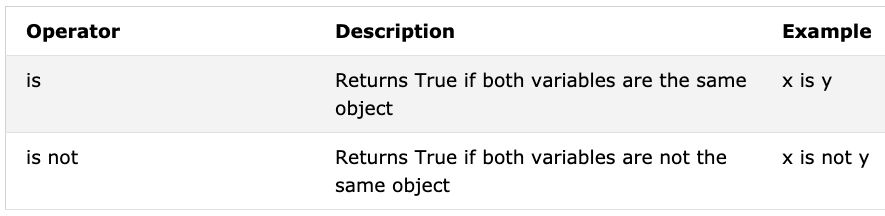 Operator Description Example
is Returns True if both variables are the same x is y
object
is not Returns True if both variables are not the x is not y
same object